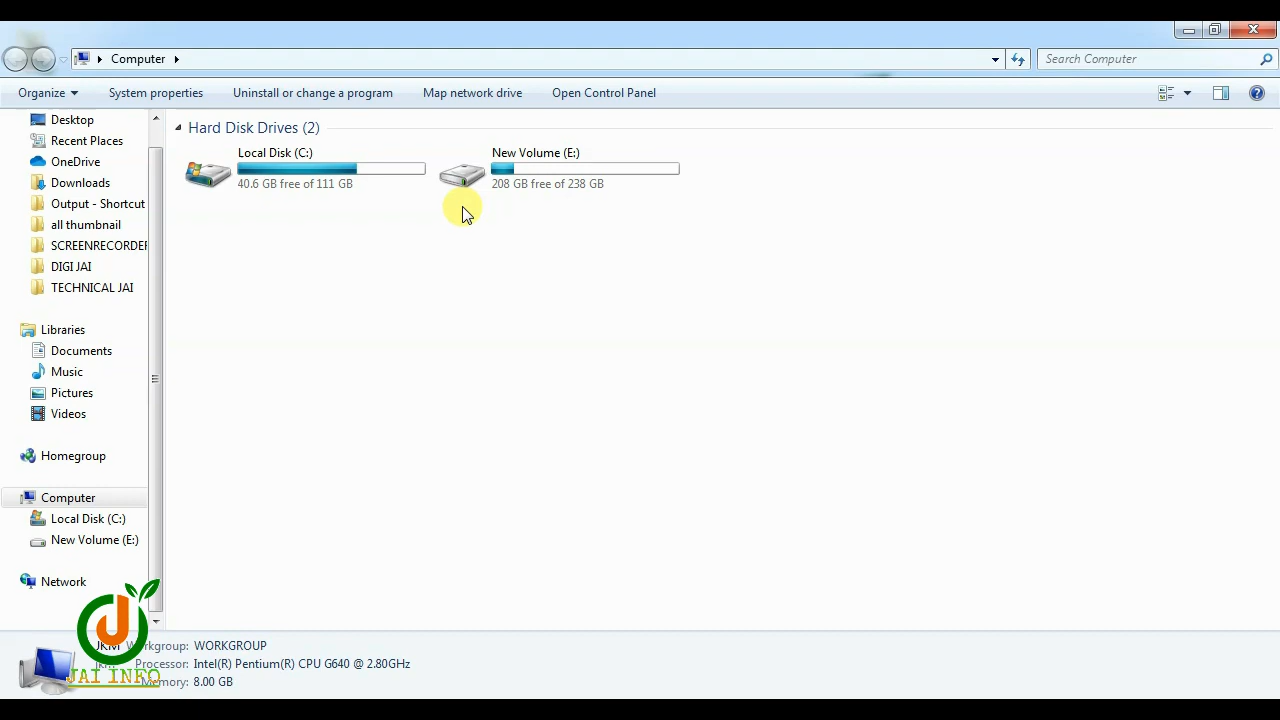 Computer
Search Computer
Organize
System properties
Uninstall or change a program
Map network drive
Open Control Panel
Desktop
Recent Places
OneDrive
Downloads
Output - Shortcut
all thumbnail
SCREENRECORDER
DIGI JAI
TECHNICAL JAI
Libraries
Documents
Music
Pictures
Videos
Homegroup
Computer
Local Disk (C:)
New Volume (E:)
Network
Hard Disk Drives (2)
Local Disk (C:)
40.6 GB free of 111 GB
New Volume (E:)
208 GB free of 238 GB
Workgroup: WORKGROUP
Processor: Intel(R) Pentium(R) CPU G640 @ 2.80GHz
Memory: 8.00 GB
JAI INFO